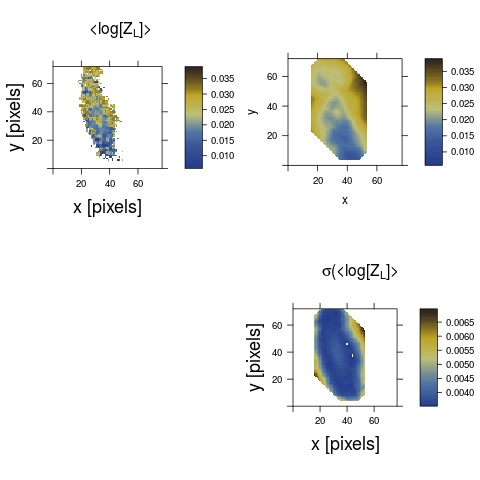 <log[Z_L]>
60
40
20
20 40 60
x [pixels]
y [pixels]
0.035
0.030
0.025
0.020
0.015
0.010
60
40
20
20 40 60
x
y
0.035
0.030
0.025
0.020
0.015
0.010
σ(<log[Z_L]>
60
40
20
20 40 60
x [pixels]
y [pixels]
0.0065
0.0060
0.0055
0.0050
0.0045
0.0040